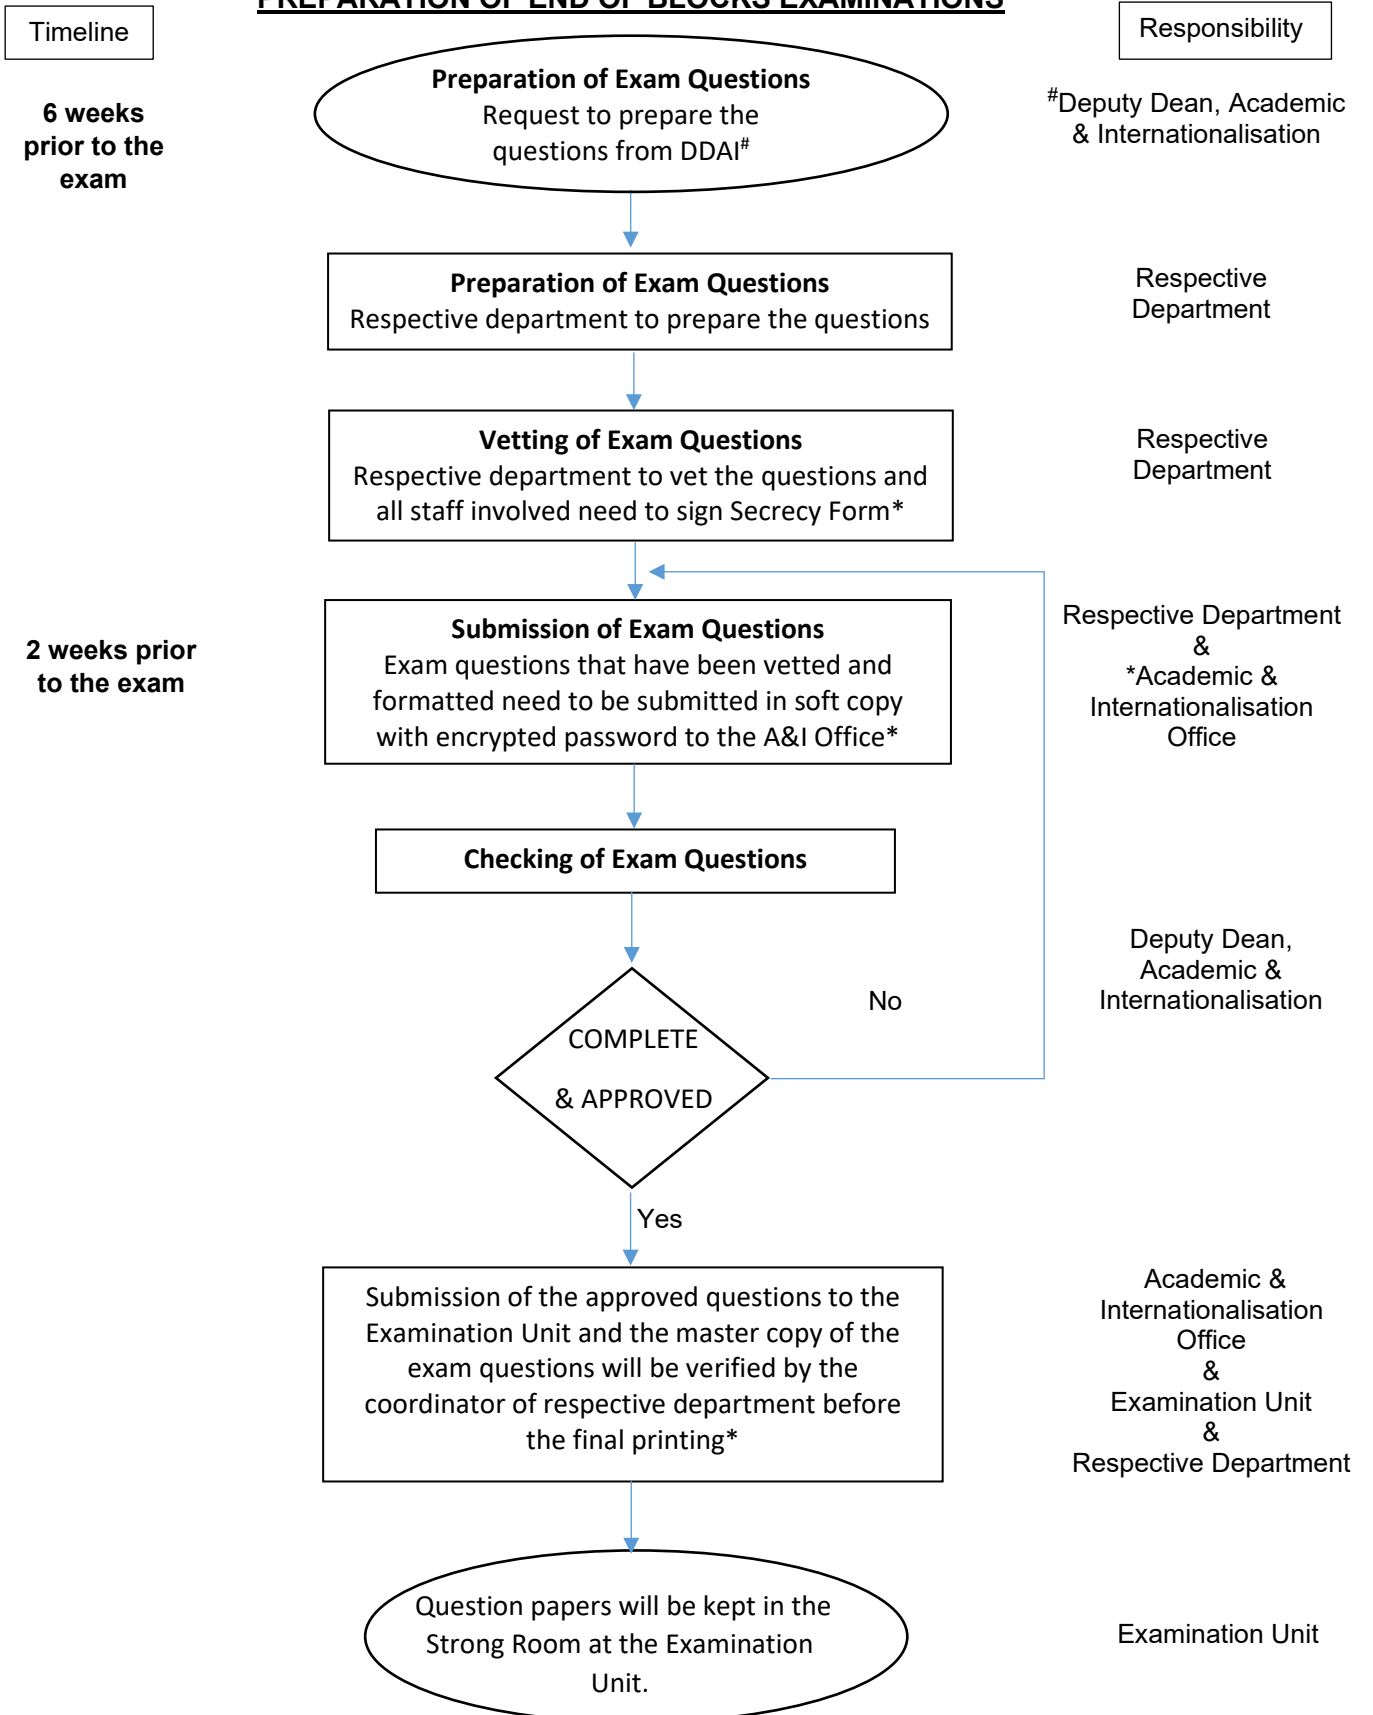 PREPARATION OF END OF BLOCKS EXAMINATIONS
Timeline
Responsibility
Preparation of Exam Questions
Request to prepare the
questions from DDAI#
6 weeks
prior to the
exam
#Deputy Dean, Academic
& Internationalisation
Preparation of Exam Questions
Respective department to prepare the questions
Respective
Department
Vetting of Exam Questions
Respective department to vet the questions and
all staff involved need to sign Secrecy Form*
Respective
Department
2 weeks prior
to the exam
Submission of Exam Questions
Exam questions that have been vetted and
formatted need to be submitted in soft copy
with encrypted password to the A&I Office*
Respective Department
&
*Academic &
Internationalisation
Office
Checking of Exam Questions
Deputy Dean,
Academic &
Internationalisation
COMPLETE
& APPROVED
No
Yes
Submission of the approved questions to the
Examination Unit and the master copy of the
exam questions will be verified by the
coordinator of respective department before
the final printing*
Academic &
Internationalisation
Office
&
Examination Unit
&
Respective Department
Question papers will be kept in the
Strong Room at the Examination
Unit.
Examination Unit